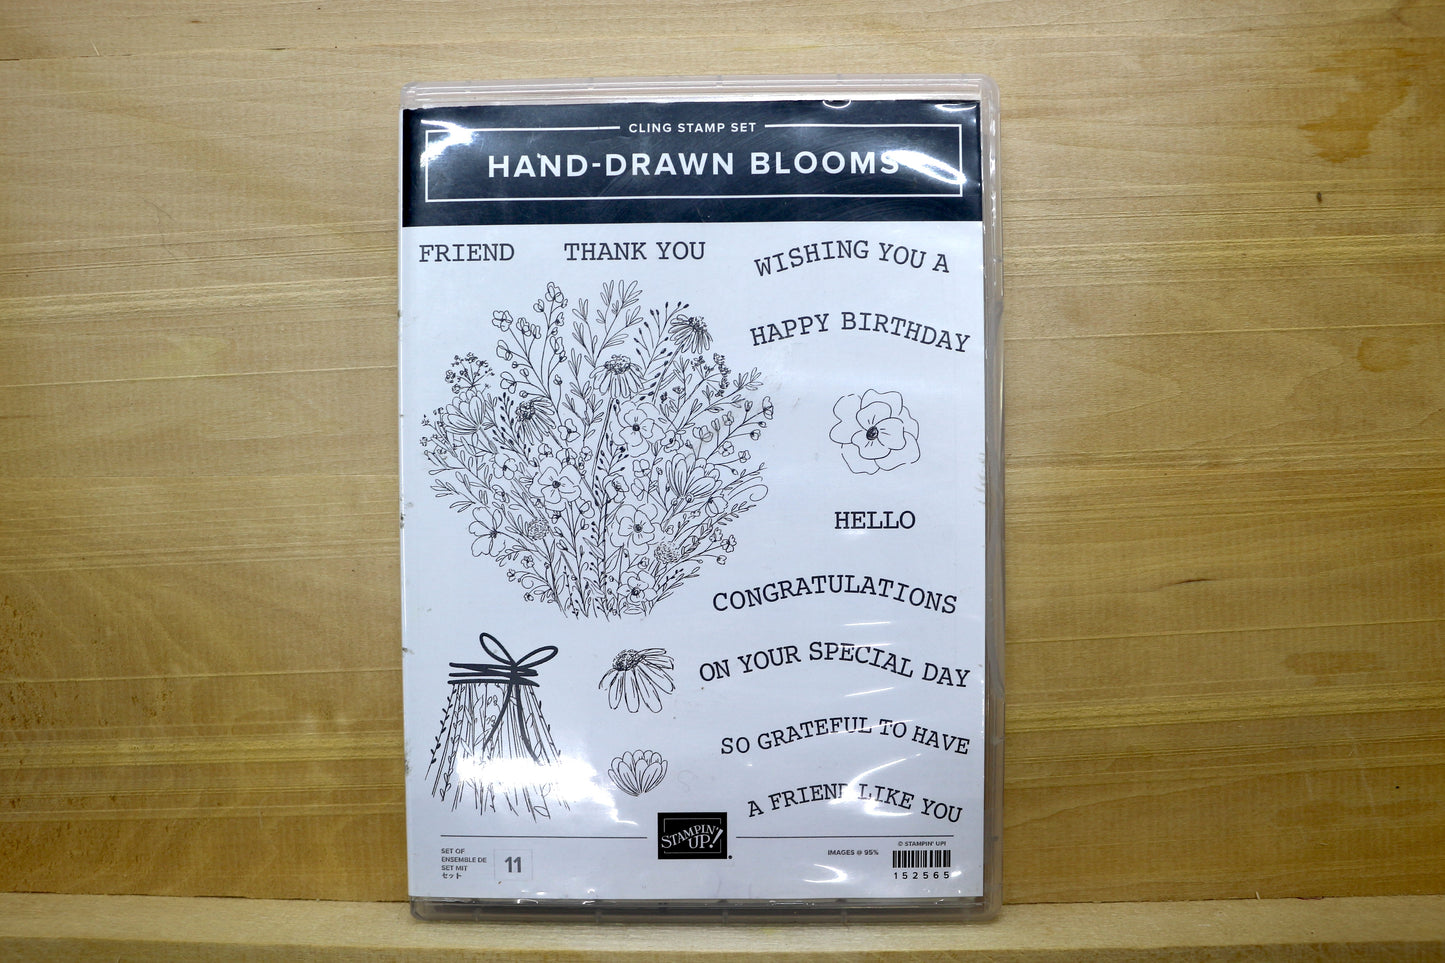 CLING STAMP SET
HAND-DRAWN BLOOMS
FRIEND
THANK YOU
WISHING YOU A
HAPPY BIRTHDAY
HELLO
CONGRATULATIONS
ON YOUR SPECIAL DAY
SO GRATEFUL TO HAVE
A FRIEND LIKE YOU
STAMPIN'
UP!
SET OF
ENSEMBLE DE
SET MIT
セット
11
IMAGES @ 95%
© STAMPIN' UP!
152565